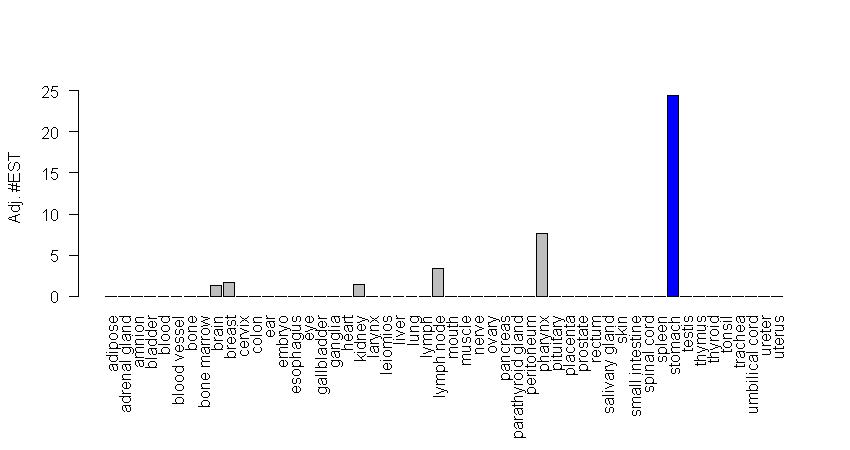 25
20
15
10
5
0
Adj. #EST
adipose
adrenal gland
amnion
bladder
blood
blood vessel
bone
bone marrow
brain
breast
cervix
colon
ear
embryo
esophagus
eye
gallbladder
ganglia
heart
kidney
larynx
leiomios
liver
lung
lymph
lymph node
mouth
muscle
nerve
ovary
pancreas
parathyroid gland
peritoneum
pharynx
pituitary
placenta
prostate
rectum
salivary gland
skin
small intestine
spinal cord
spleen
stomach
testis
thymus
thyroid
tonsil
trachea
umbilical cord
ureter
uterus